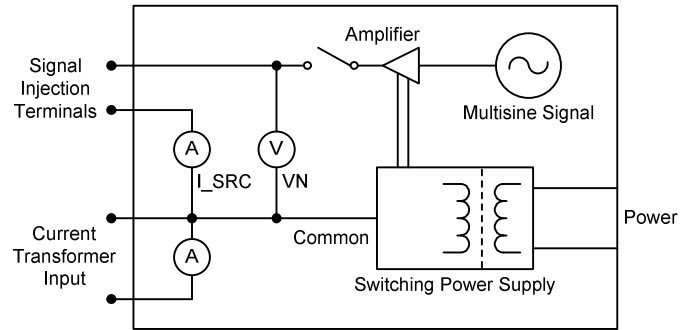 Amplifier
Signal
Injection
Terminals
Multisine Signal
A
V
I_SRC
VN
Current
Transformer
Input
Common
A
Power
Switching Power Supply